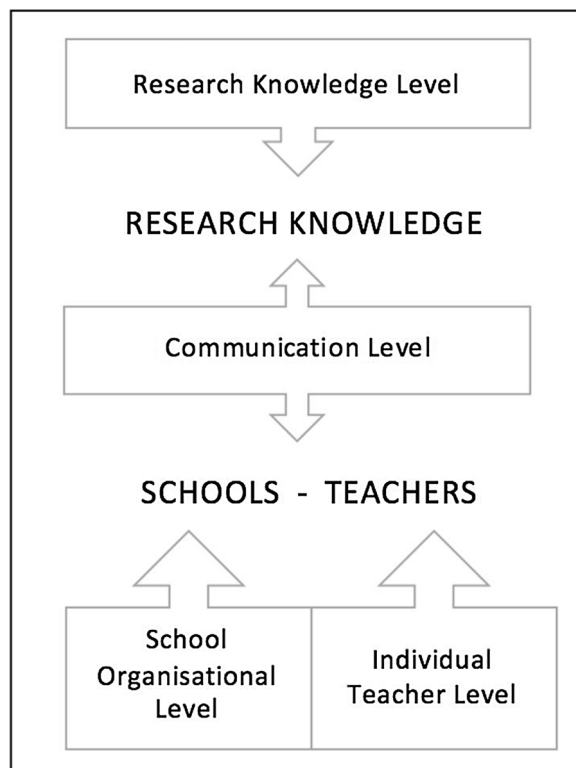 Research Knowledge Level
RESEARCH KNOWLEDGE
Communication Level
SCHOOLS - TEACHERS
School
Organisational
Level
Individual
Teacher Level